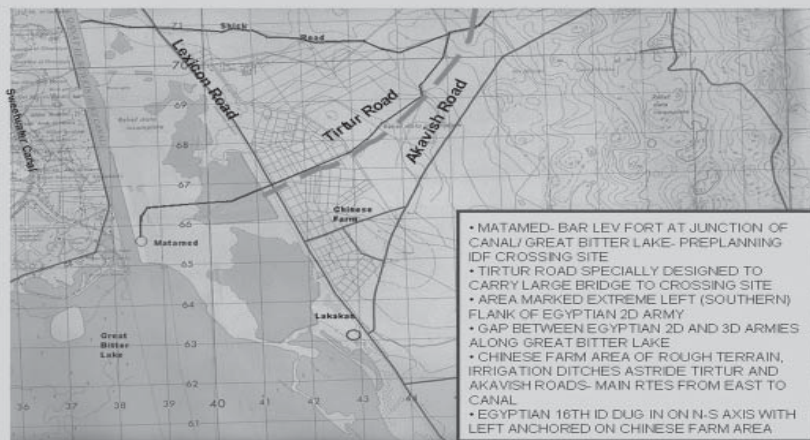 71
Shick Road
70
Lexicon Road
69
Tirtur Road
Akavish Road
68
Sweetwater Canal
67
Chinese
Farm
66
Matamed
65
64
Lakekan
63
Great
Bitter
Lake
62
61
36 37 38 39 40 41 42 43 44
• MATAMED- BAR LEV FORT AT JUNCTION OF
CANAL/ GREAT BITTER LAKE- PREPLANNING
IDF CROSSING SITE
• TIRTUR ROAD SPECIALLY DESIGNED TO
CARRY LARGE BRIDGE TO CROSSING SITE
• AREA MARKED EXTREME LEFT (SOUTHERN)
FLANK OF EGYPTIAN 2D ARMY
• GAP BETWEEN EGYPTIAN 2D AND 3D ARMIES
ALONG GREAT BITTER LAKE
• CHINESE FARM AREA OF ROUGH TERRAIN,
IRRIGATION DITCHES ASTRIDE TIRTUR AND
AKAVISH ROADS- MAIN RTES FROM EAST TO
CANAL
• EGYPTIAN 16TH ID DUG IN ON N-S AXIS WITH
LEFT ANCHORED ON CHINESE FARM AREA